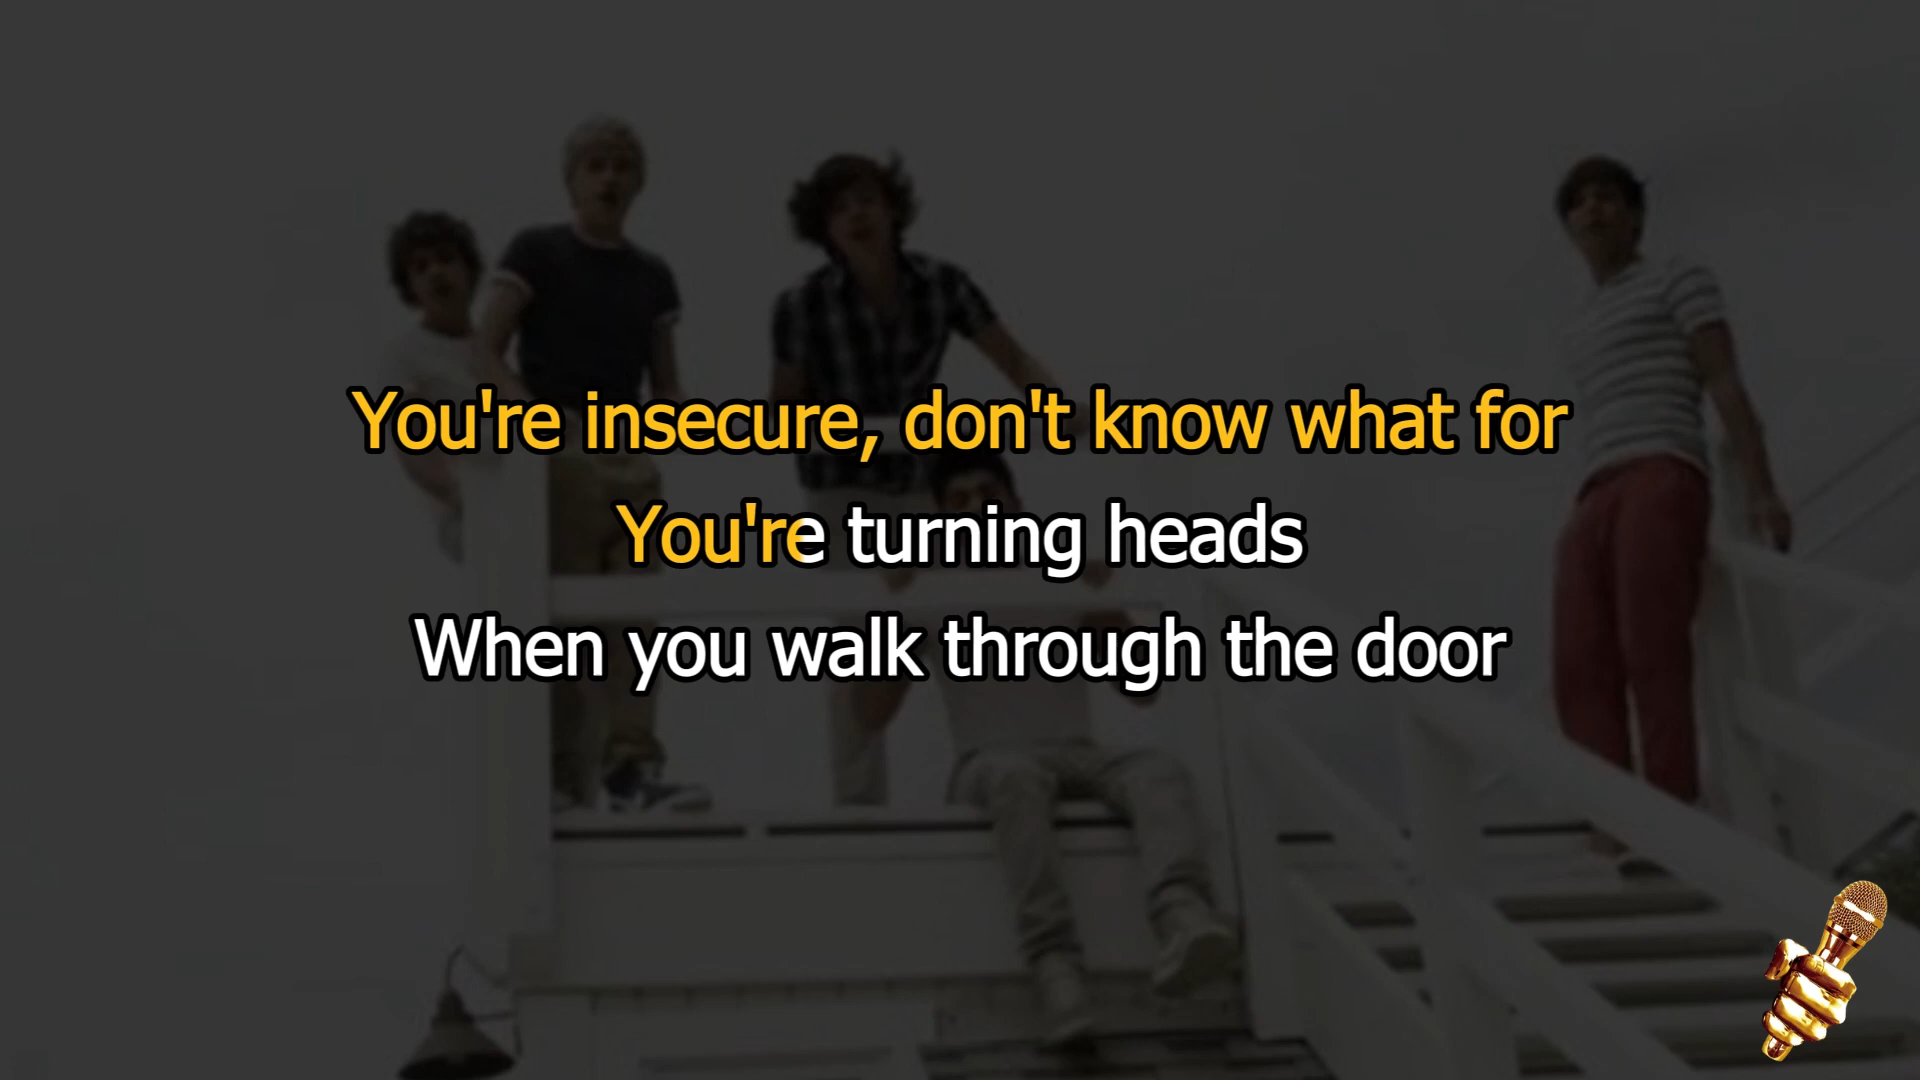 You're insecure, don't know what for
You're turning heads
When you walk through the door